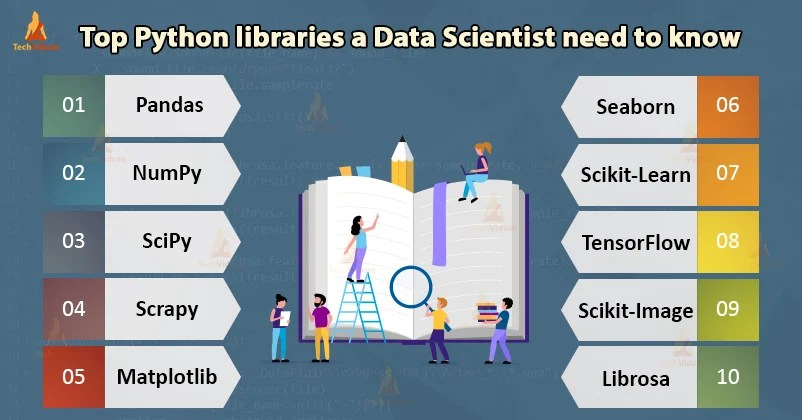 Top Python libraries a Data Scientist need to know
01 Pandas
02 NumPy
03 SciPy
04 Scrapy
05 Matplotlib
Seaborn 06
Scikit-Learn 07
TensorFlow 08
Scikit-Image 09
Librosa 10